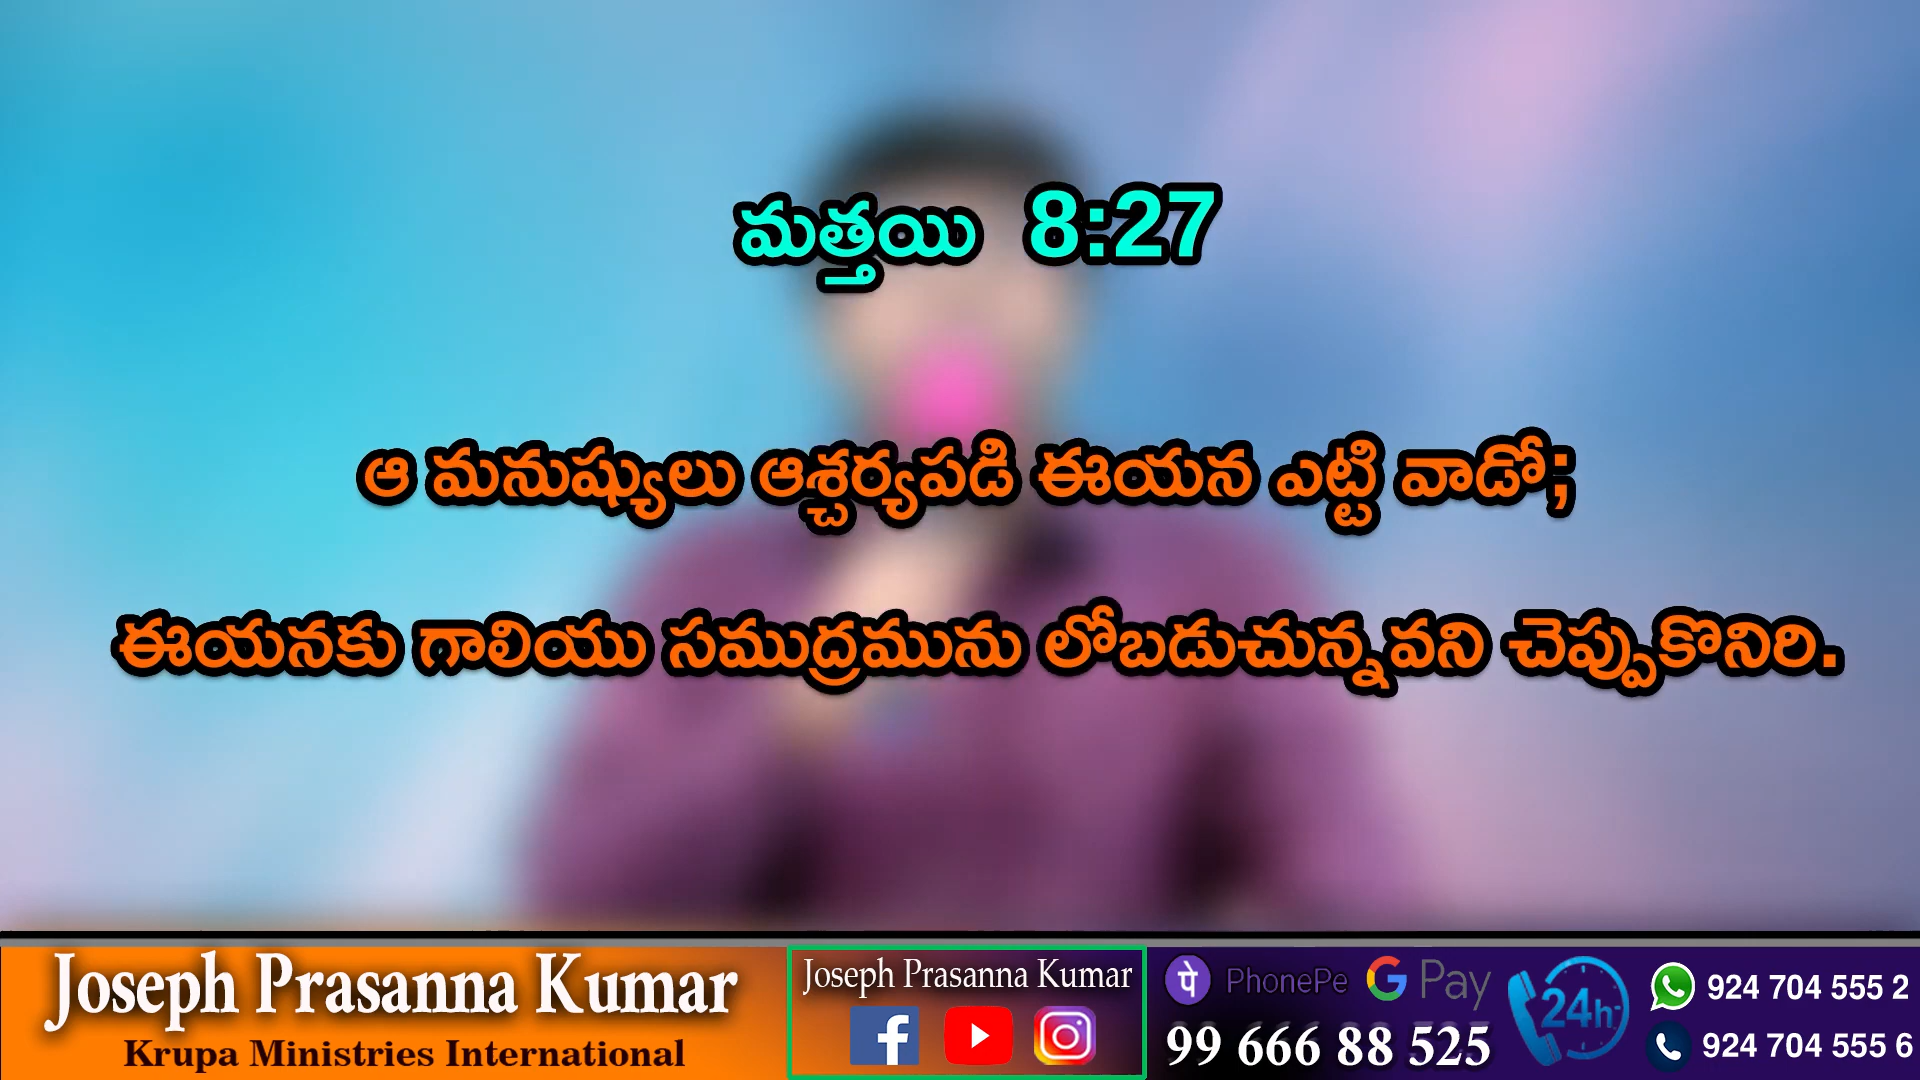 మత్తయి 8:27
ఆ మనుష్యులు ఆశ్చర్యపడి ఈయన ఎట్టి వాడో;
ఈయనకు గాలియు సముద్రమును లోబడుచున్నవని చెప్పుకొనిరి.
Joseph Prasanna Kumar
Krupa Ministries International
Joseph Prasanna Kumar
पे PhonePe G Pay
99 666 88 525
24h
924 704 555 2
924 704 555 6